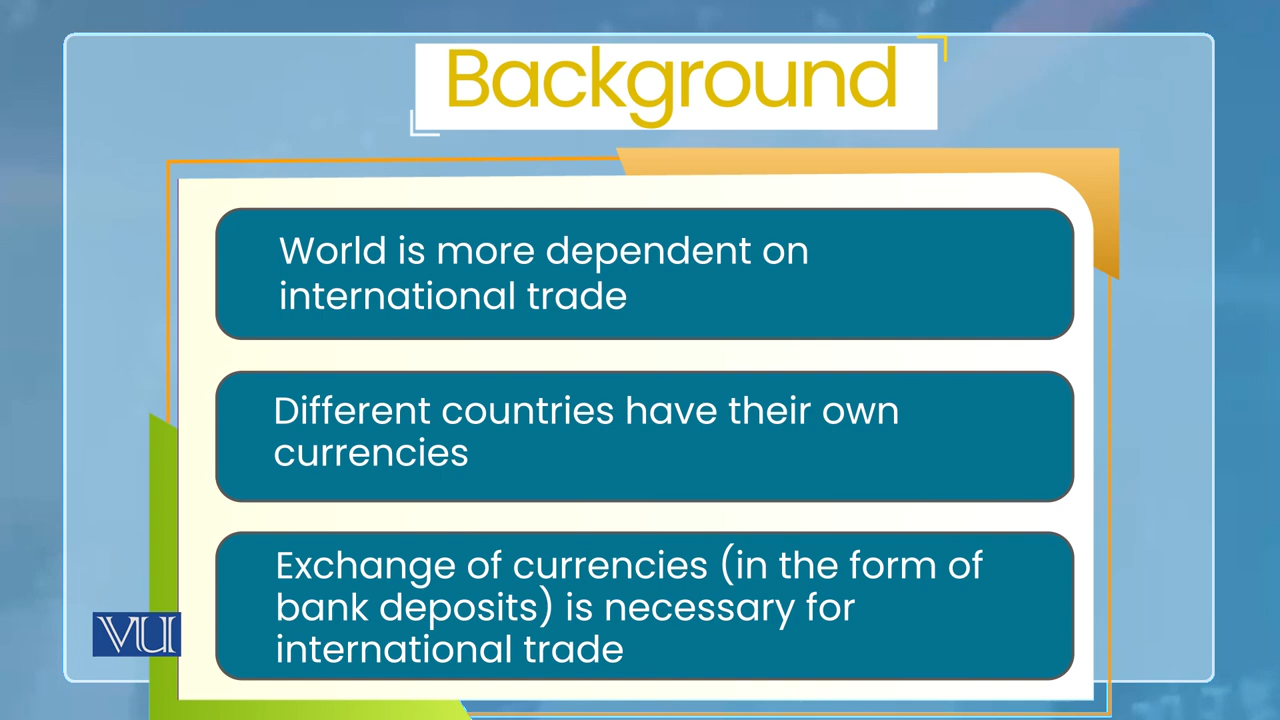 Background
World is more dependent on
international trade
Different countries have their own
currencies
Exchange of currencies (in the form of
bank deposits) is necessary for
international trade
VU